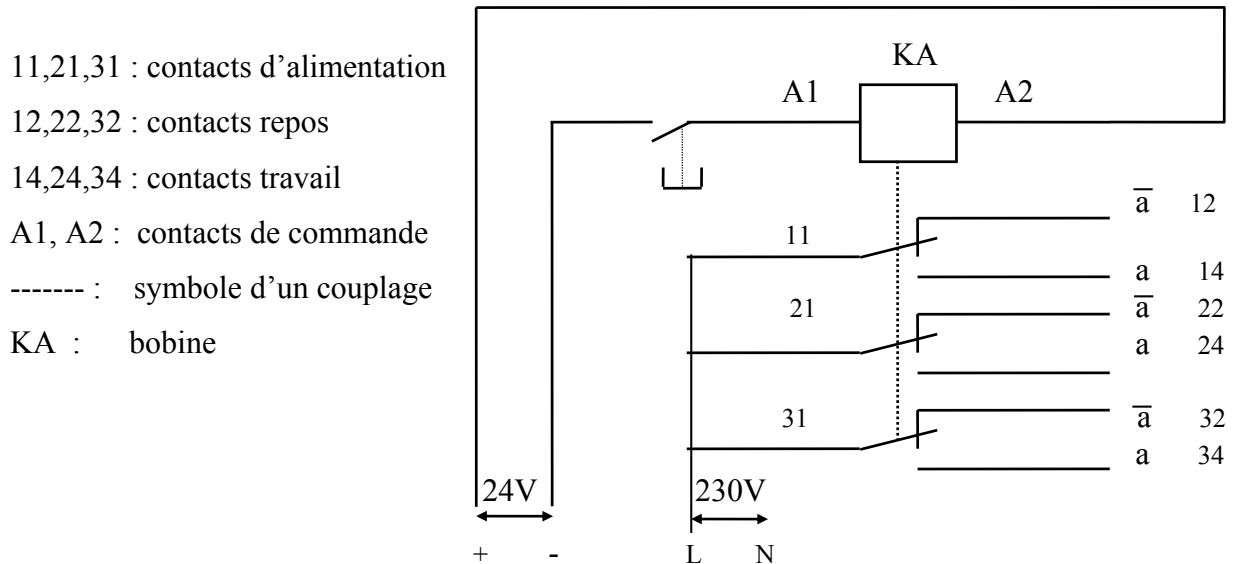 11,21,31 : contacts d’alimentation
12,22,32 : contacts repos
14,24,34 : contacts travail
A1, A2 : contacts de commande
------- : symbole d’un couplage
KA : bobine
KA
A1 A2
a̅ 12
11
a 14
21 a̅ 22
a 24
31 a̅ 32
a 34
24V 230V
+ - L N